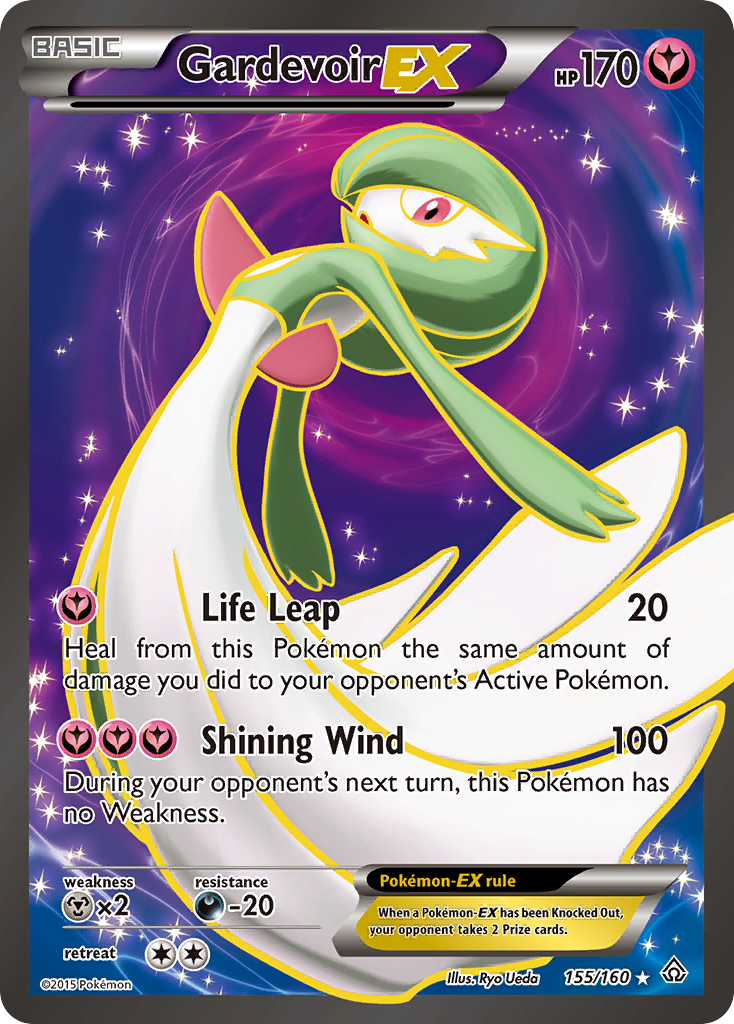 BASIC
Gardevoir EX
HP 170
Life Leap 20
Heal from this Pokémon the same amount of
damage you did to your opponent's Active Pokémon.
Shining Wind 100
During your opponent's next turn, this Pokémon has
no Weakness.
weakness resistance
×2 -20
retreat
Pokémon-EX rule
When a Pokémon-EX has been Knocked Out,
your opponent takes 2 Prize cards.
©2015 Pokémon Illus. Ryo Ueda 155/160